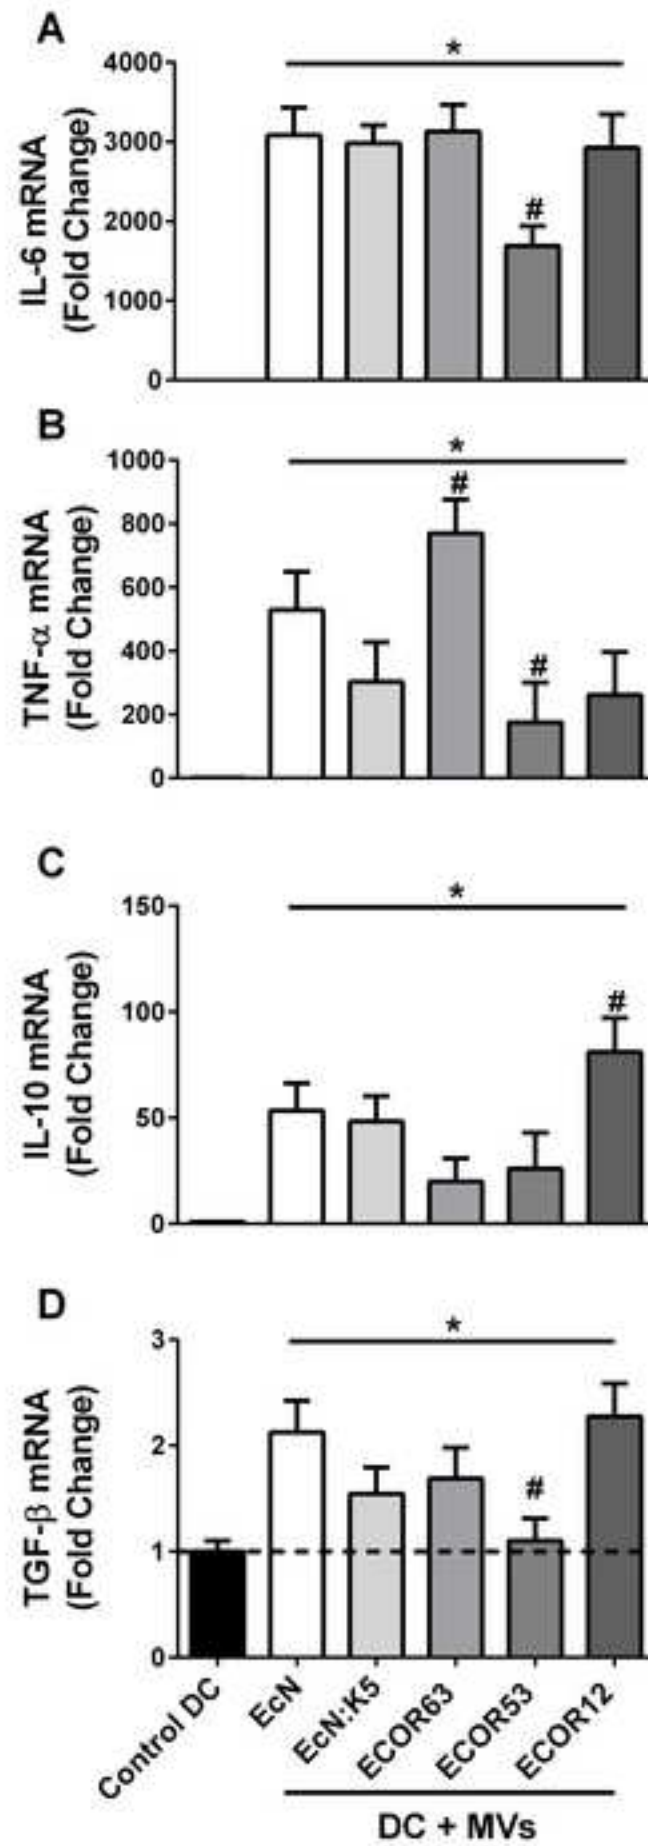 A
*
4000
3000
2000
1000
0
IL-6 mRNA
(Fold Change)
#
B
*
1000
800
600
400
200
0
TNF-α mRNA
(Fold Change)
#
#
C
*
150
100
50
0
IL-10 mRNA
(Fold Change)
#
D
*
3
2
1
0
TGF-β mRNA
(Fold Change)
#
Control DC
EcN
EcN:K5
ECOR63
ECOR53
ECOR12
DC + MVs